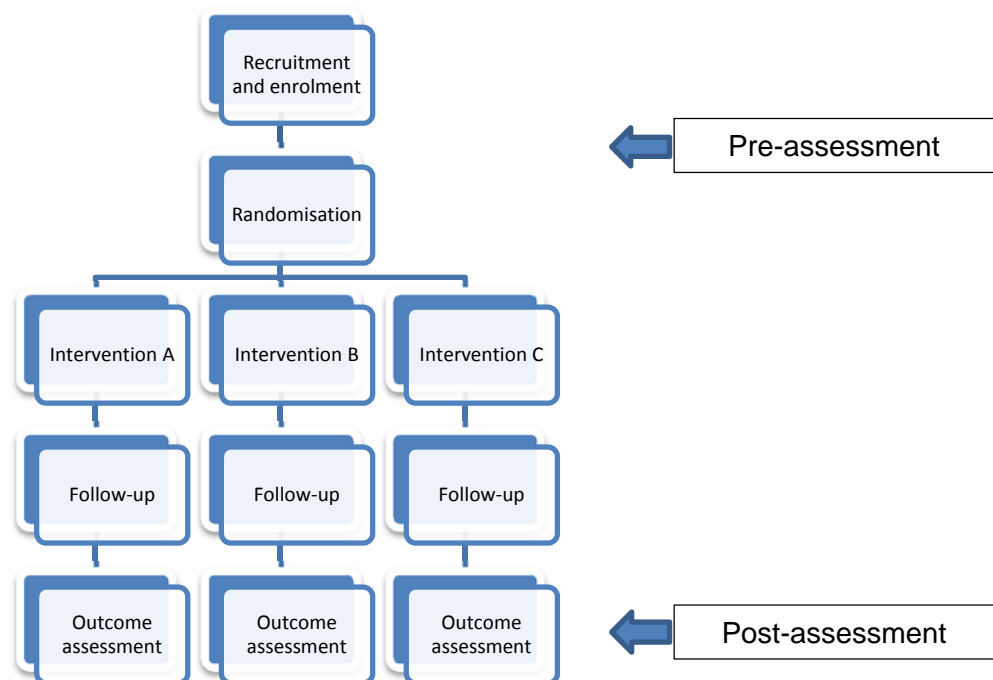 Recruitment
and enrolment
Pre-assessment
Randomisation
Intervention A
Intervention B
Intervention C
Follow-up
Follow-up
Follow-up
Outcome
assessment
Outcome
assessment
Outcome
assessment
Post-assessment